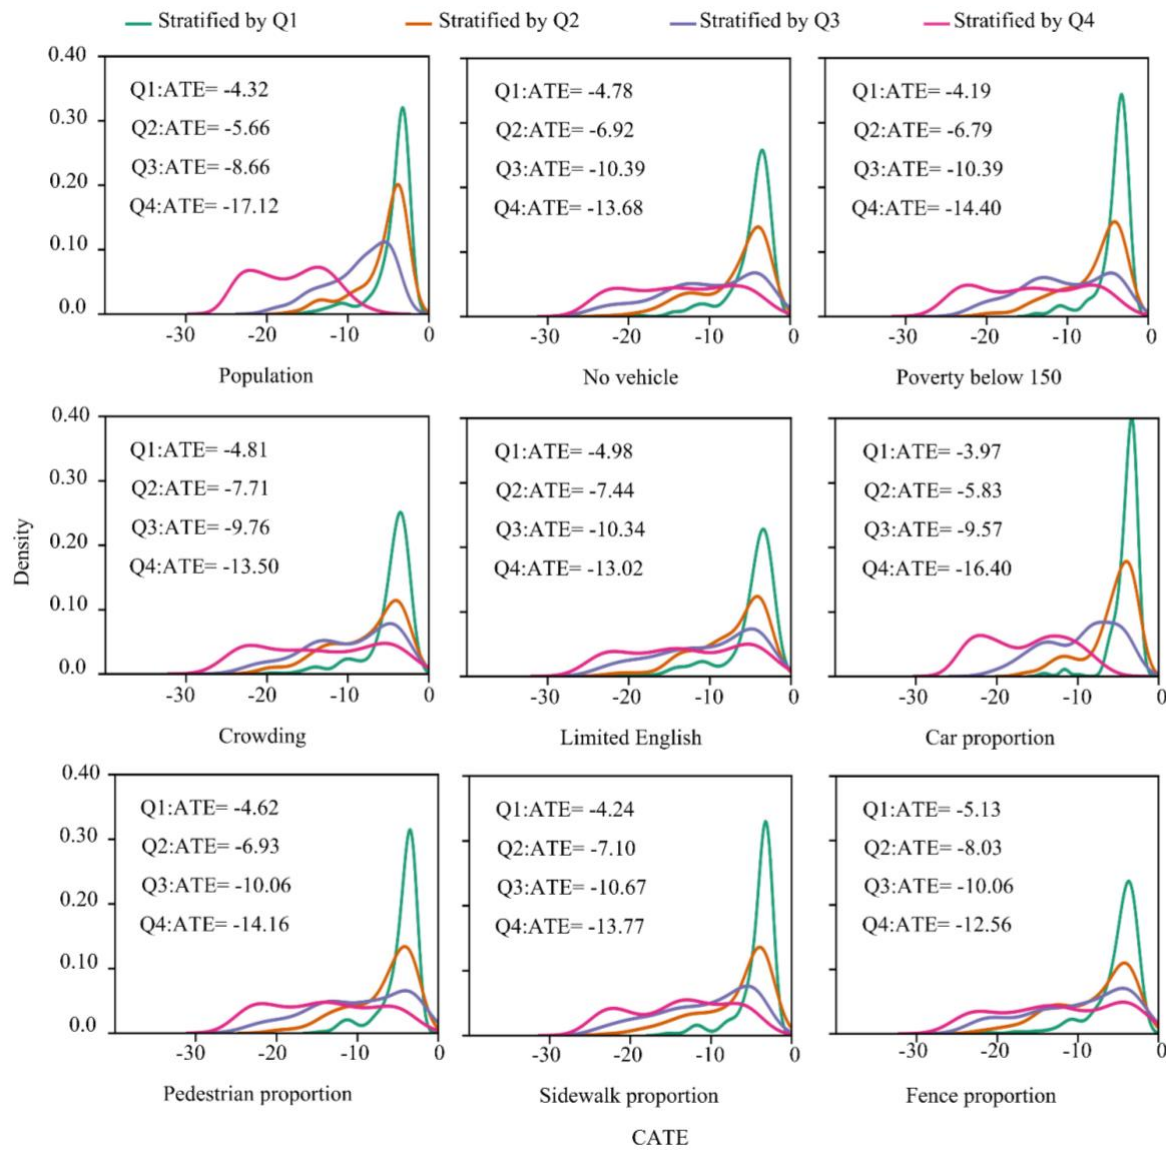 Stratified by Q1 Stratified by Q2 Stratified by Q3 Stratified by Q4
0.40
0.30
0.20
0.10
0.0
Q1:ATE= -4.32
Q2:ATE= -5.66
Q3:ATE= -8.66
Q4:ATE= -17.12
-30 -20 -10 0
Population
Q1:ATE= -4.78
Q2:ATE= -6.92
Q3:ATE= -10.39
Q4:ATE= -13.68
-30 -20 -10 0
No vehicle
Q1:ATE= -4.19
Q2:ATE= -6.79
Q3:ATE= -10.39
Q4:ATE= -14.40
-30 -20 -10 0
Poverty below 150
Density
0.40
0.30
0.20
0.10
0.0
Q1:ATE= -4.81
Q2:ATE= -7.71
Q3:ATE= -9.76
Q4:ATE= -13.50
-30 -20 -10 0
Crowding
Q1:ATE= -4.98
Q2:ATE= -7.44
Q3:ATE= -10.34
Q4:ATE= -13.02
-30 -20 -10 0
Limited English
Q1:ATE= -3.97
Q2:ATE= -5.83
Q3:ATE= -9.57
Q4:ATE= -16.40
-30 -20 -10 0
Car proportion
0.40
0.30
0.20
0.10
0.0
Q1:ATE= -4.62
Q2:ATE= -6.93
Q3:ATE= -10.06
Q4:ATE= -14.16
-30 -20 -10 0
Pedestrian proportion
Q1:ATE= -4.24
Q2:ATE= -7.10
Q3:ATE= -10.67
Q4:ATE= -13.77
-30 -20 -10 0
Sidewalk proportion
Q1:ATE= -5.13
Q2:ATE= -8.03
Q3:ATE= -10.06
Q4:ATE= -12.56
-30 -20 -10 0
Fence proportion
CATE